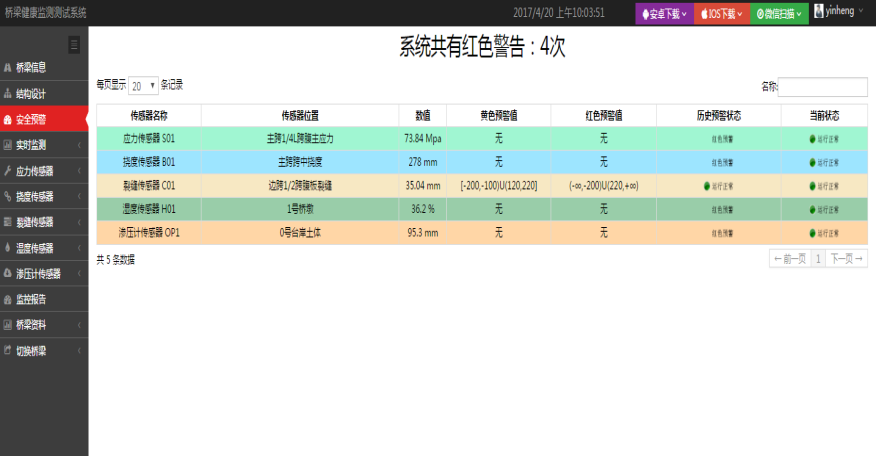 桥梁健康监测测试系统 2017/4/20 上午10:03:51 安卓下载 IOS下载 微信扫描 yinheng
系统共有红色警告：4次
桥梁信息
结构设计
安全预警
实时监测
应力传感器
挠度传感器
裂缝传感器
温度传感器
渗压计传感器
监控报告
桥梁资料
切换桥梁
每页显示 20 条记录 名称:
传感器名称 传感器位置 数值 黄色预警值 红色预警值 历史预警状态 当前状态
应力传感器 S01 主跨1/4L跨腹主应力 73.84 Mpa 无 无 红色预警 运行正常
挠度传感器 B01 主跨跨中挠度 278 mm 无 无 红色预警 运行正常
裂缝传感器 C01 边跨1/2跨腹板裂缝 35.04 mm [-200,-100)U(120,220] (-∞,-200)U(220,+∞) 运行正常 运行正常
湿度传感器 H01 1号桥墩 36.2 % 无 无 红色预警 运行正常
渗压计传感器 OP1 0号台岸土体 95.3 mm 无 无 红色预警 运行正常
共 5 条数据 ← 前一页 1 下一页 →